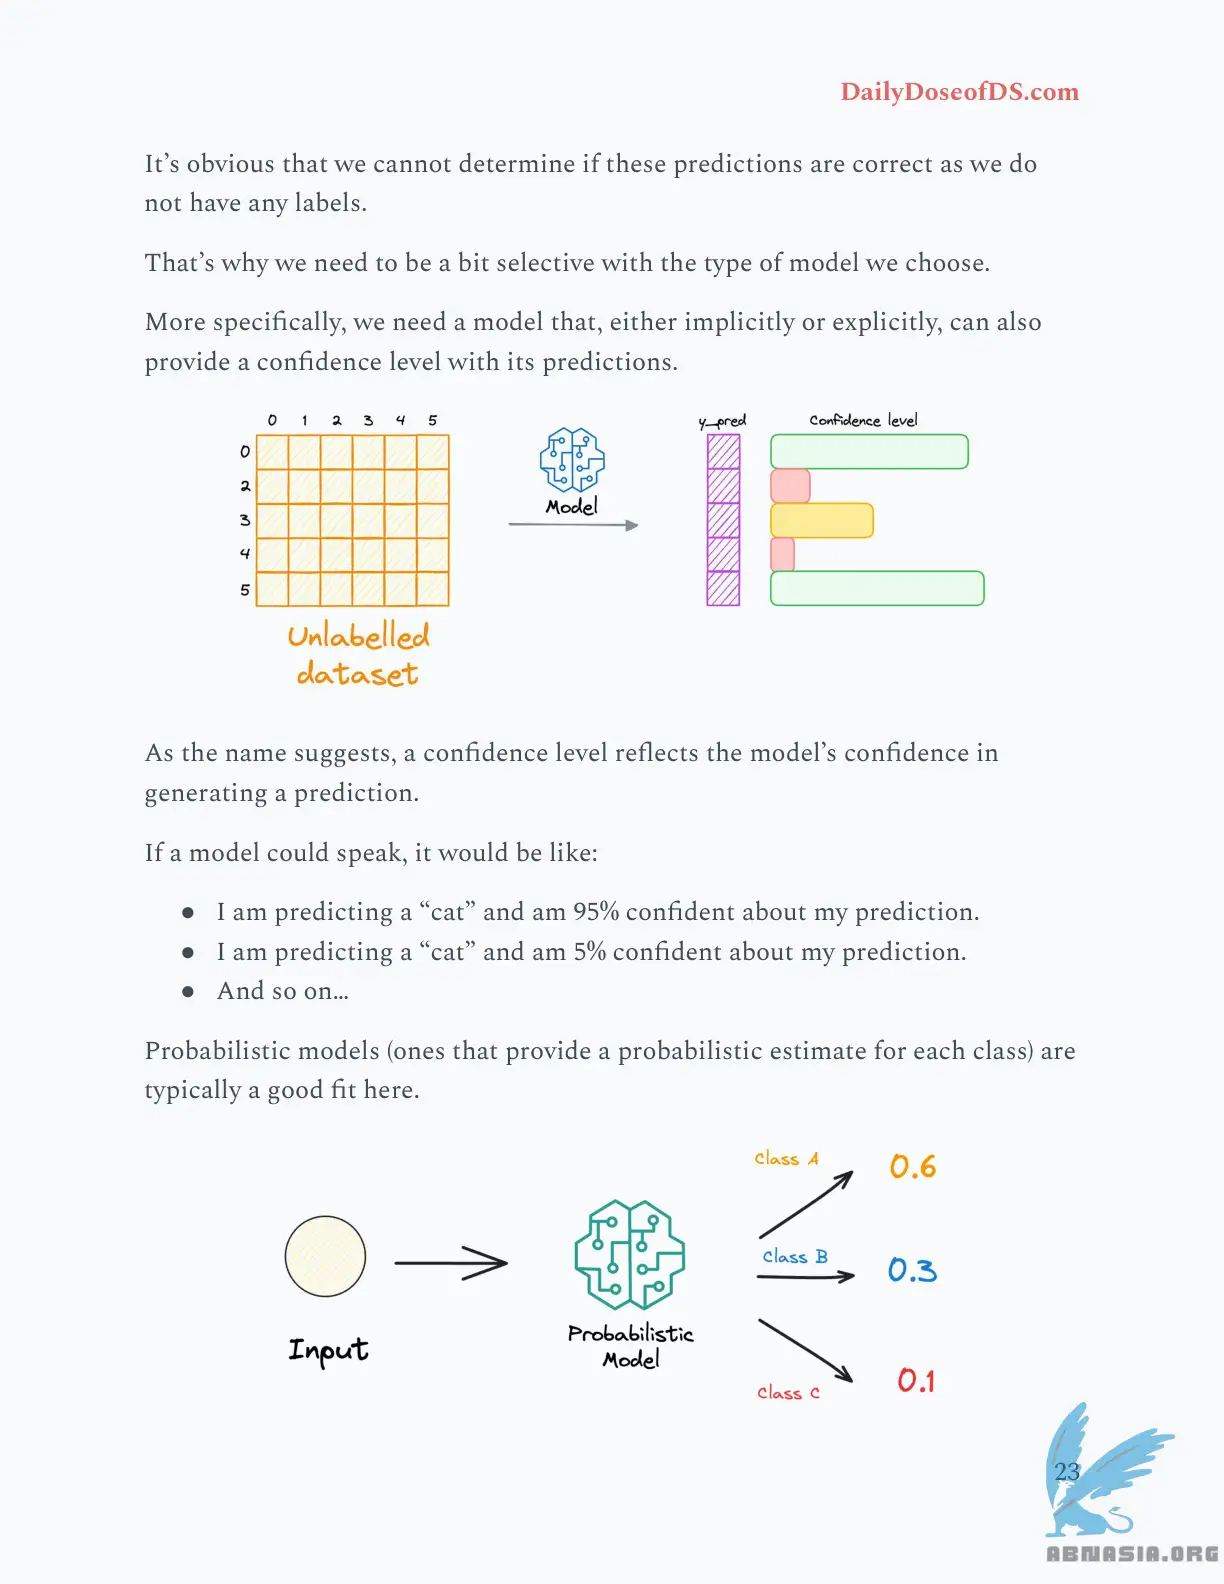 DailyDoseofDS.com
It’s obvious that we cannot determine if these predictions are correct as we do
not have any labels.
That’s why we need to be a bit selective with the type of model we choose.
More specifically, we need a model that, either implicitly or explicitly, can also
provide a confidence level with its predictions.
0 1 2 3 4 5
y_pred
Confidence level
0
2
3
4
5
Model
Unlabelled
dataset
As the name suggests, a confidence level reflects the model’s confidence in
generating a prediction.
If a model could speak, it would be like:
● I am predicting a “cat” and am 95% confident about my prediction.
● I am predicting a “cat” and am 5% confident about my prediction.
● And so on…
Probabilistic models (ones that provide a probabilistic estimate for each class) are
typically a good fit here.
Class A 0.6
Class B 0.3
Class C 0.1
Input
Probabilistic
Model
23
ABNASIA.ORG